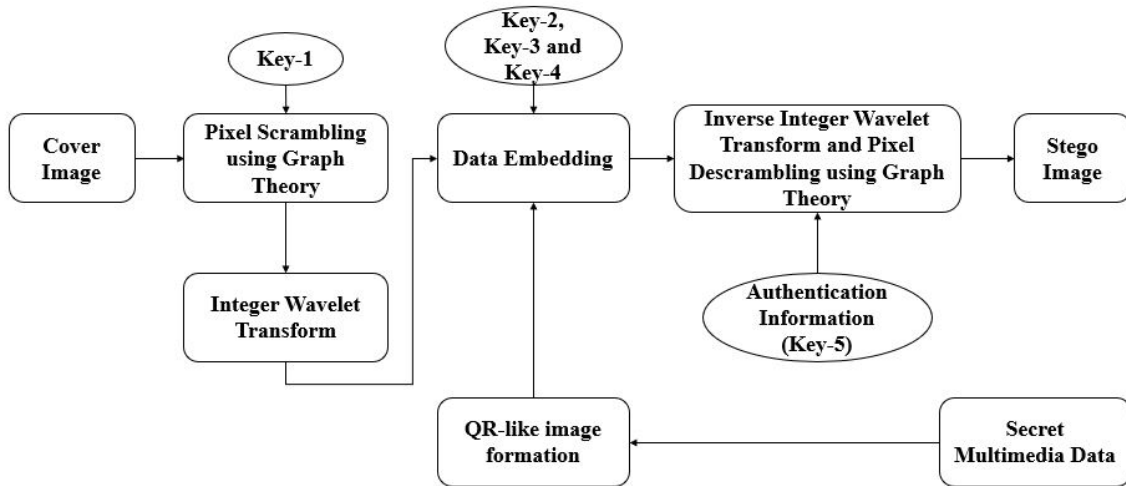 Key-1
Key-2,
Key-3 and
Key-4
Cover
Image
Pixel Scrambling
using Graph
Theory
Data Embedding
Inverse Integer Wavelet
Transform and Pixel
Descrambling using Graph
Theory
Stego
Image
Integer Wavelet
Transform
Authentication
Information
(Key-5)
QR-like image
formation
Secret
Multimedia Data